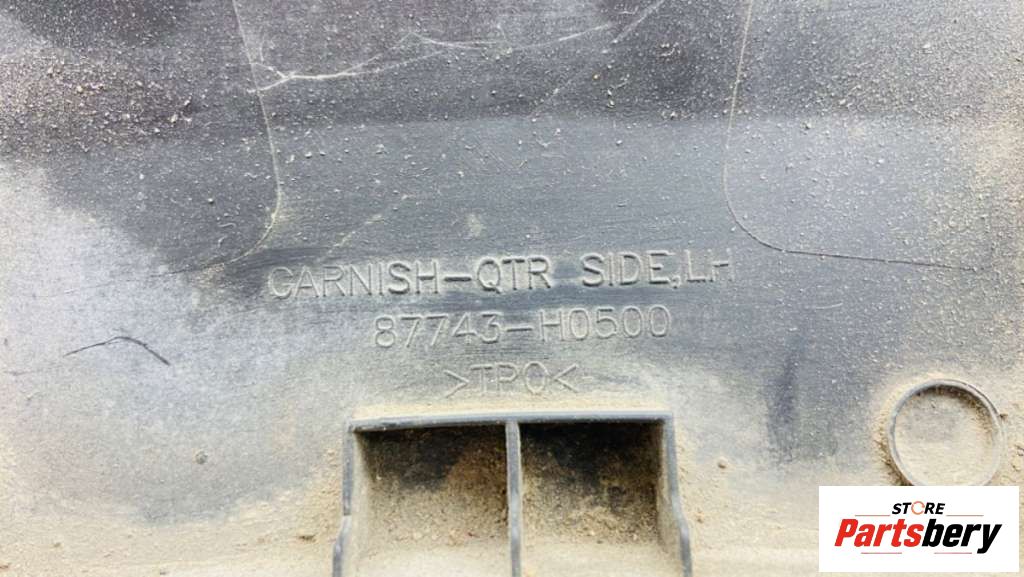 GARNISH-QTR SIDE,LH
87743-H0500
>TPO<
STORE
Partsbery